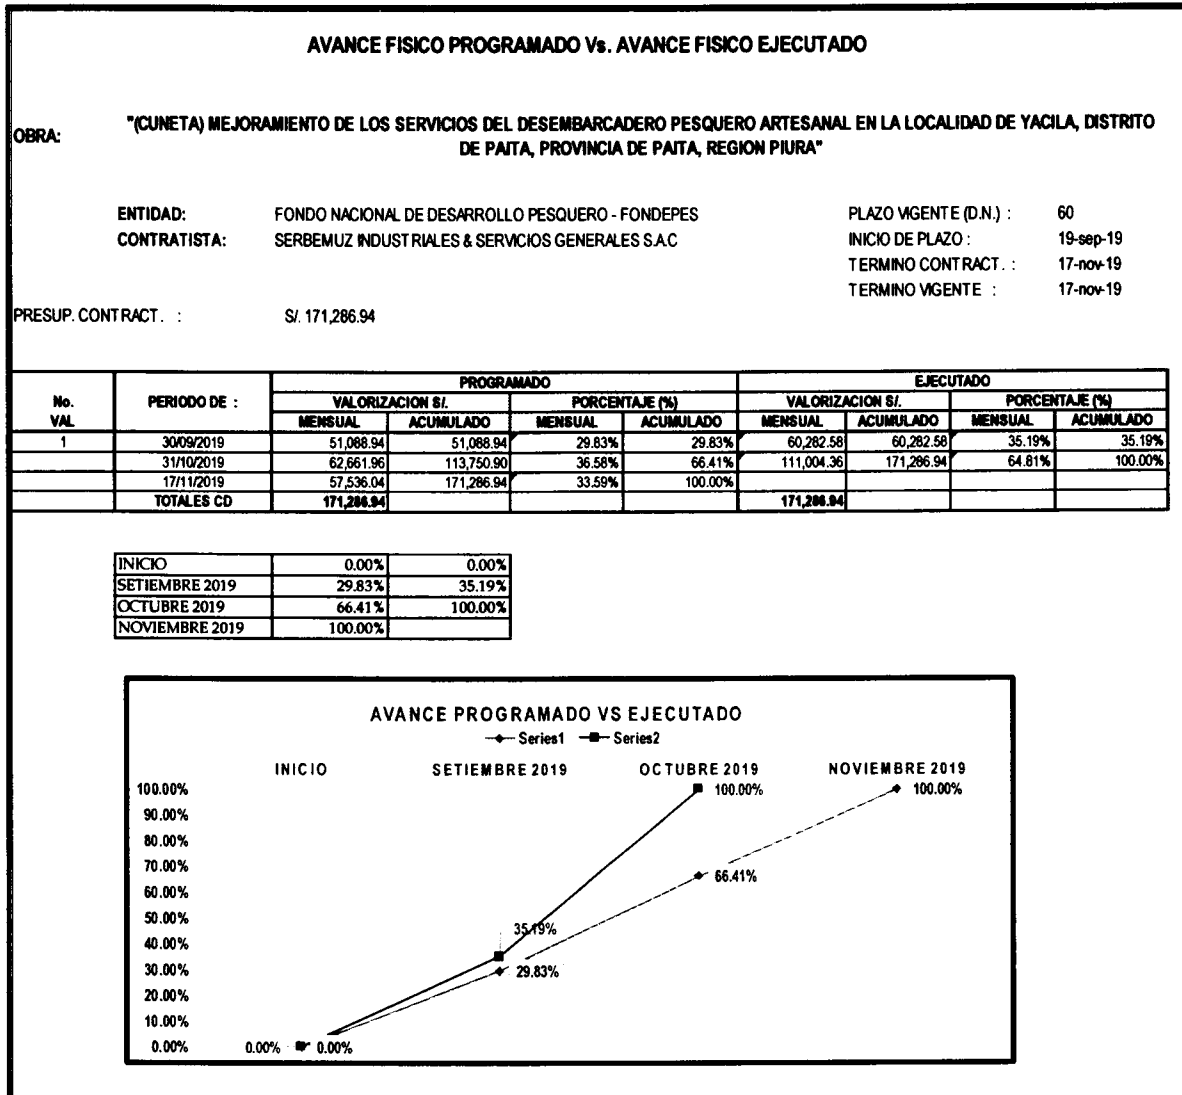 AVANCE FISICO PROGRAMADO Vs. AVANCE FISICO EJECUTADO
OBRA: "(CUNETA) MEJORAMIENTO DE LOS SERVICIOS DEL DESEMBARCADERO PESQUERO ARTESANAL EN LA LOCALIDAD DE YACILA, DISTRITO
DE PAITA, PROVINCIA DE PAITA, REGION PIURA"
ENTIDAD: FONDO NACIONAL DE DESARROLLO PESQUERO - FONDEPES PLAZO VIGENTE (D.N.) : 60
CONTRATISTA: SERBEMUZ INDUSTRIALES & SERVICIOS GENERALES S.A.C INICIO DE PLAZO : 19-sep-19
TERMINO CONTRACT. : 17-nov-19
TERMINO VIGENTE : 17-nov-19
PRESUP. CONTRACT. : S/. 171,286.94
PROGRAMADO EJECUTADO
No. VAL PERIODO DE : VALORIZACION S/. PORCENTAJE (%) VALORIZACION S/. PORCENTAJE (%)
MENSUAL ACUMULADO MENSUAL ACUMULADO MENSUAL ACUMULADO MENSUAL ACUMULADO
1 30/09/2019 51,088.94 51,088.94 29.83% 29.83% 60,282.58 60,282.58 35.19% 35.19%
31/10/2019 62,661.96 113,750.90 36.58% 66.41% 111,004.36 171,286.94 64.81% 100.00%
17/11/2019 57,536.04 171,286.94 33.59% 100.00%
TOTALES CD 171,286.94 171,286.94
INICIO 0.00% 0.00%
SETIEMBRE 2019 29.83% 35.19%
OCTUBRE 2019 66.41% 100.00%
NOVIEMBRE 2019 100.00%
AVANCE PROGRAMADO VS EJECUTADO
Series1 Series2
INICIO SETIEMBRE 2019 OCTUBRE 2019 NOVIEMBRE 2019
100.00% 100.00% 100.00%
90.00%
80.00%
70.00%
66.41%
60.00%
50.00%
35.19%
40.00%
30.00% 29.83%
20.00%
10.00%
0.00% 0.00% 0.00%